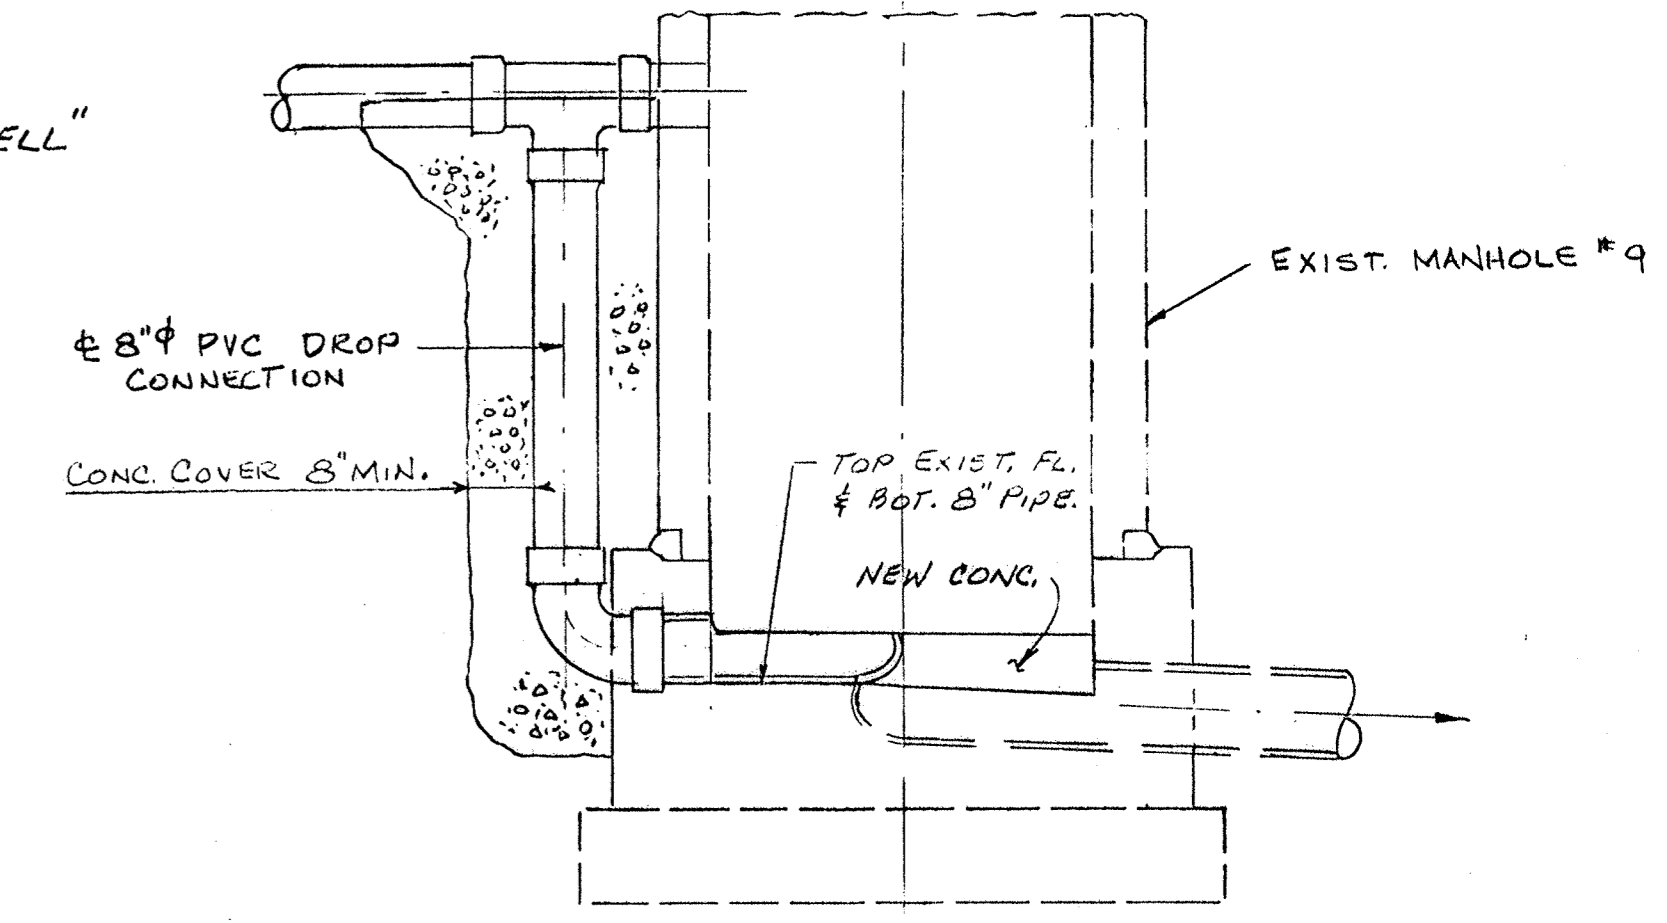 ELL"
EXIST. MANHOLE #9
℄ 8"⌀ PVC DROP
CONNECTION
CONC. COVER 8" MIN.
TOP EXIST. FL.
& BOT. 8" PIPE.
NEW CONC.